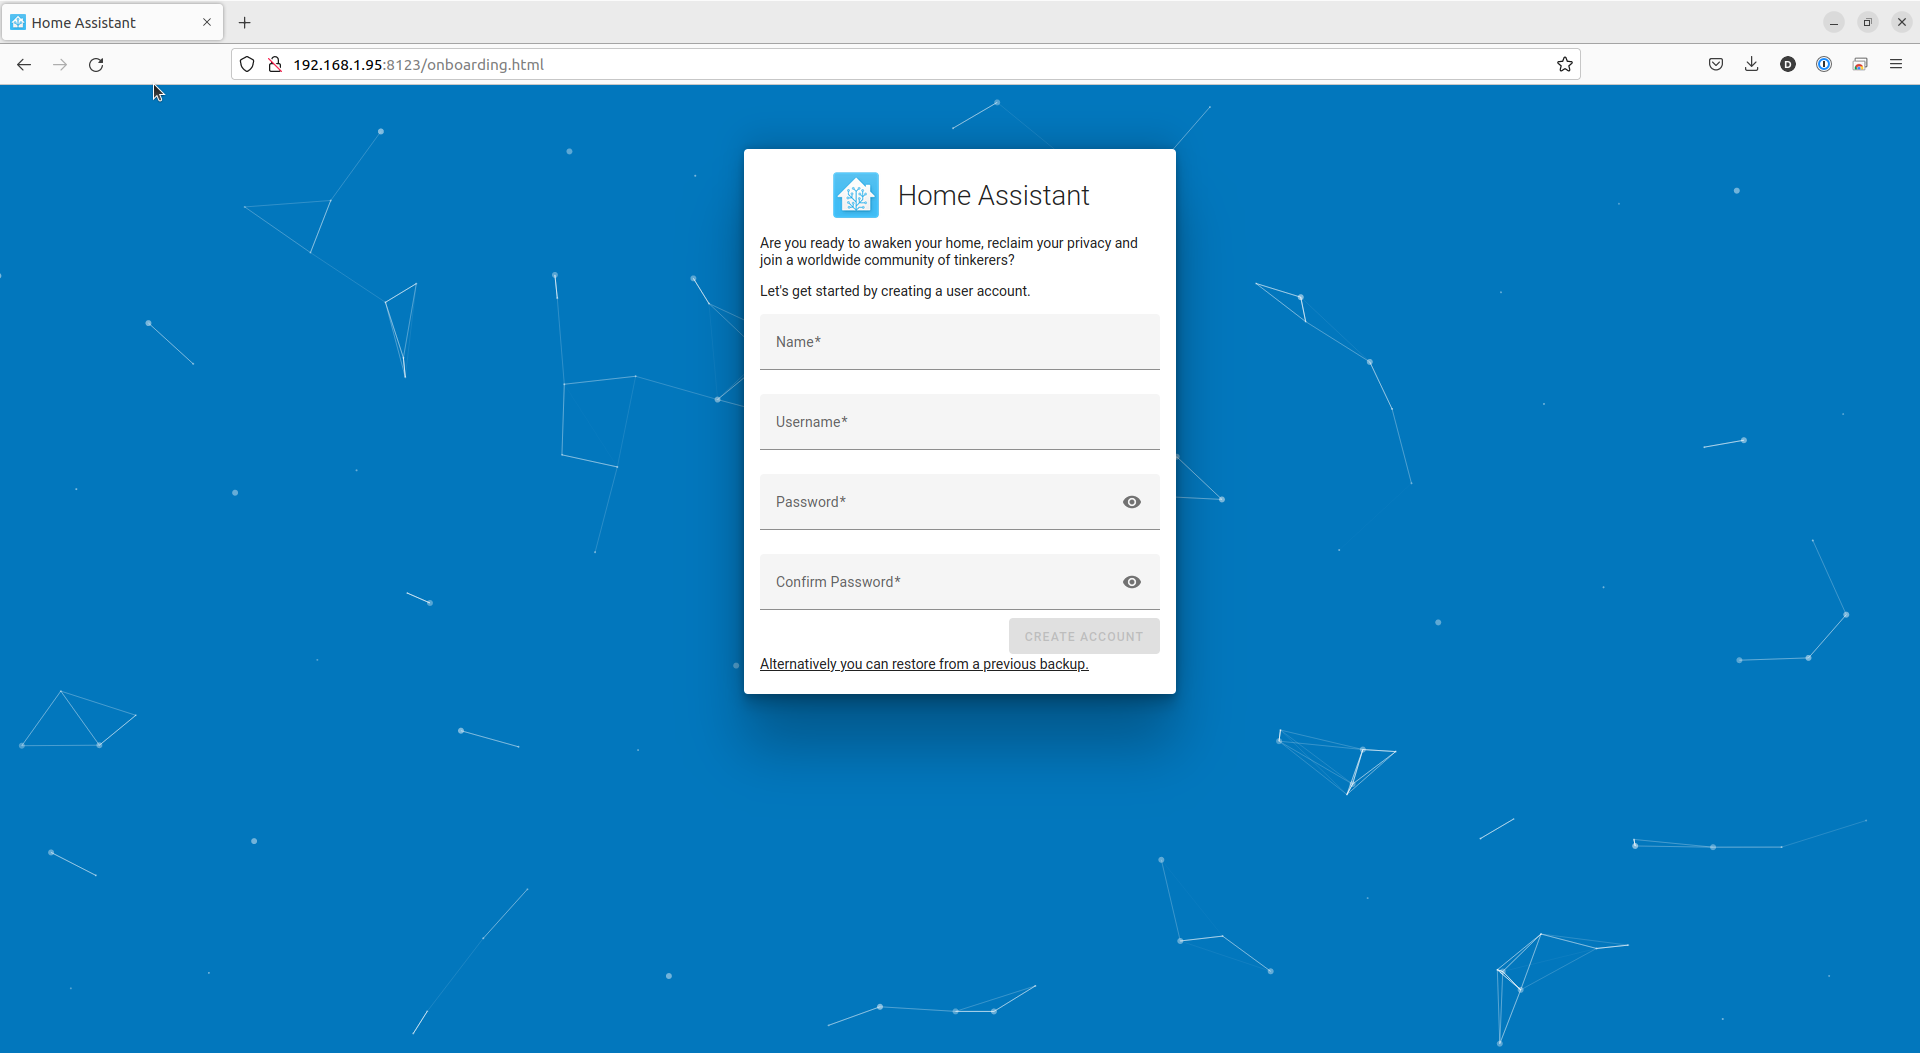 Home Assistant
192.168.1.95:8123/onboarding.html
D
Home Assistant
Are you ready to awaken your home, reclaim your privacy and
join a worldwide community of tinkerers?
Let's get started by creating a user account.
Name*
Username*
Password*
Confirm Password*
CREATE ACCOUNT
Alternatively you can restore from a previous backup.